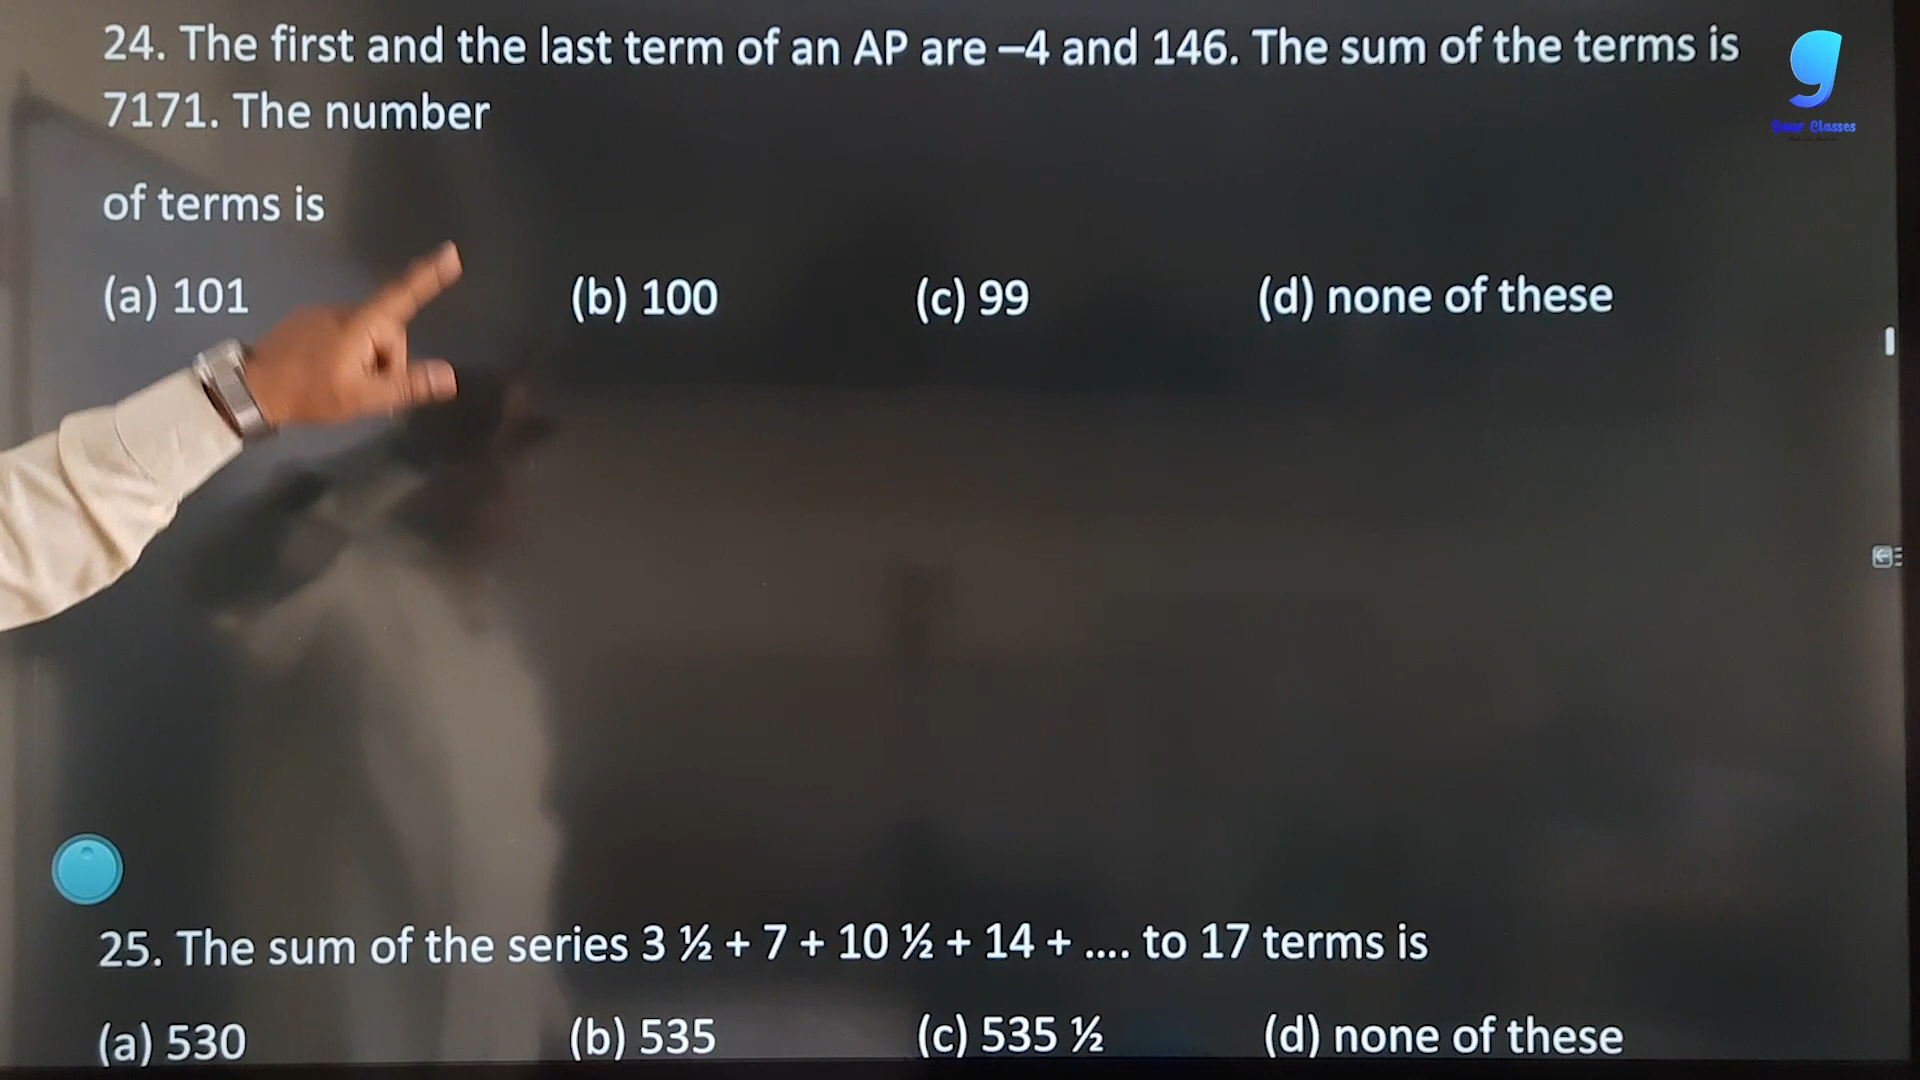 24. The first and the last term of an AP are –4 and 146. The sum of the terms is
7171. The number
of terms is
(a) 101 (b) 100 (c) 99 (d) none of these
25. The sum of the series 3 ½ + 7 + 10 ½ + 14 + .... to 17 terms is
(a) 530 (b) 535 (c) 535 ½ (d) none of these
g
Classes